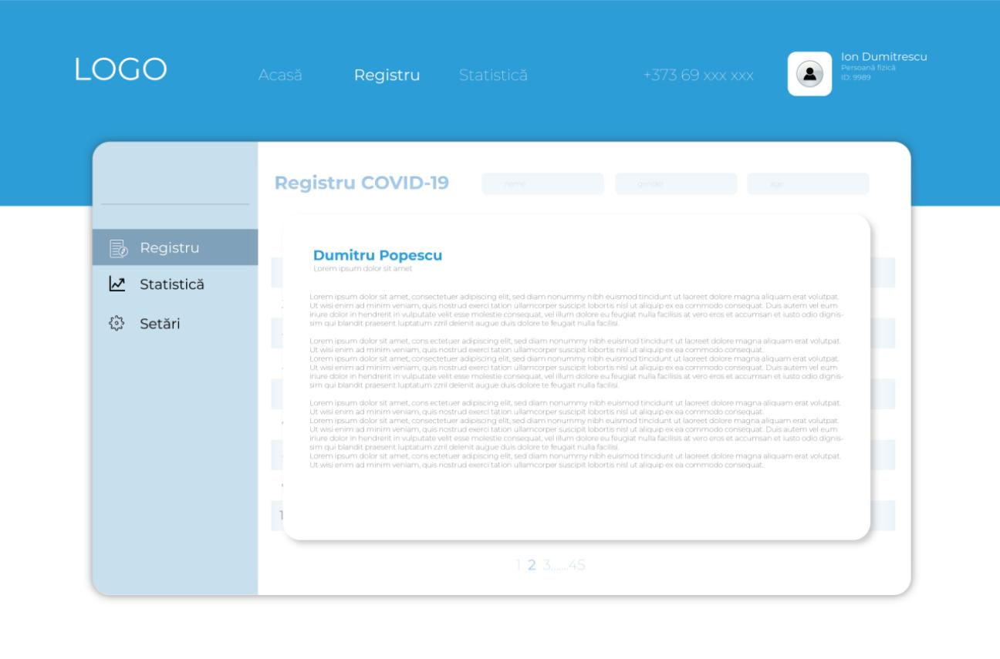 LOGO
Acasă
Registru
Statistică
+373 69 xxx xxx
Ion Dumitrescu
Persoană fizică
ID: 9989
Registru COVID-19
name
gender
age
Registru
Statistică
Setări
Dumitru Popescu
Lorem ipsum dolor sit amet
Lorem ipsum dolor sit amet, consectetuer adipiscing elit, sed diam nonummy nibh euismod tincidunt ut laoreet dolore magna aliquam erat volutpat.
Ut wisi enim ad minim veniam, quis nostrud exerci tation ullamcorper suscipit lobortis nisl ut aliquip ex ea commodo consequat. Duis autem vel eum
iriure dolor in hendrerit in vulputate velit esse molestie consequat, vel illum dolore eu feugiat nulla facilisis at vero eros et accumsan et iusto odio dignis-
sim qui blandit praesent luptatum zzril delenit augue duis dolore te feugait nulla facilisi.
Lorem ipsum dolor sit amet, cons ectetuer adipiscing elit, sed diam nonummy nibh euismod tincidunt ut laoreet dolore magna aliquam erat volutpat.
Ut wisi enim ad minim veniam, quis nostrud exerci tation ullamcorper suscipit lobortis nisl ut aliquip ex ea commodo consequat.
Lorem ipsum dolor sit amet, consectetuer adipiscing elit, sed diam nonummy nibh euismod tincidunt ut laoreet dolore magna aliquam erat volutpat.
Ut wisi enim ad minim veniam, quis nostrud exerci tation ullamcorper suscipit lobortis nisl ut aliquip ex ea commodo consequat. Duis autem vel eum
iriure dolor in hendrerit in vulputate velit esse molestie consequat, vel illum dolore eu feugiat nulla facilisis at vero eros et accumsan et iusto odio dignis-
sim qui blandit praesent luptatum zzril delenit augue duis dolore te feugait nulla facilisi.
Lorem ipsum dolor sit amet, cons ectetuer adipiscing elit, sed diam nonummy nibh euismod tincidunt ut laoreet dolore magna aliquam erat volutpat.
Ut wisi enim ad minim veniam, quis nostrud exerci tation ullamcorper suscipit lobortis nisl ut aliquip ex ea commodo consequat.
Lorem ipsum dolor sit amet, consectetuer adipiscing elit, sed diam nonummy nibh euismod tincidunt ut laoreet dolore magna aliquam erat volutpat.
Ut wisi enim ad minim veniam, quis nostrud exerci tation ullamcorper suscipit lobortis nisl ut aliquip ex ea commodo consequat. Duis autem vel eum
iriure dolor in hendrerit in vulputate velit esse molestie consequat, vel illum dolore eu feugiat nulla facilisis at vero eros et accumsan et iusto odio dignis-
sim qui blandit praesent luptatum zzril delenit augue duis dolore te feugait nulla facilisi.
Lorem ipsum dolor sit amet, cons ectetuer adipiscing elit, sed diam nonummy nibh euismod tincidunt ut laoreet dolore magna aliquam erat volutpat.
Ut wisi enim ad minim veniam, quis nostrud exerci tation ullamcorper suscipit lobortis nisl ut aliquip ex ea commodo consequat.
1 2 3......45